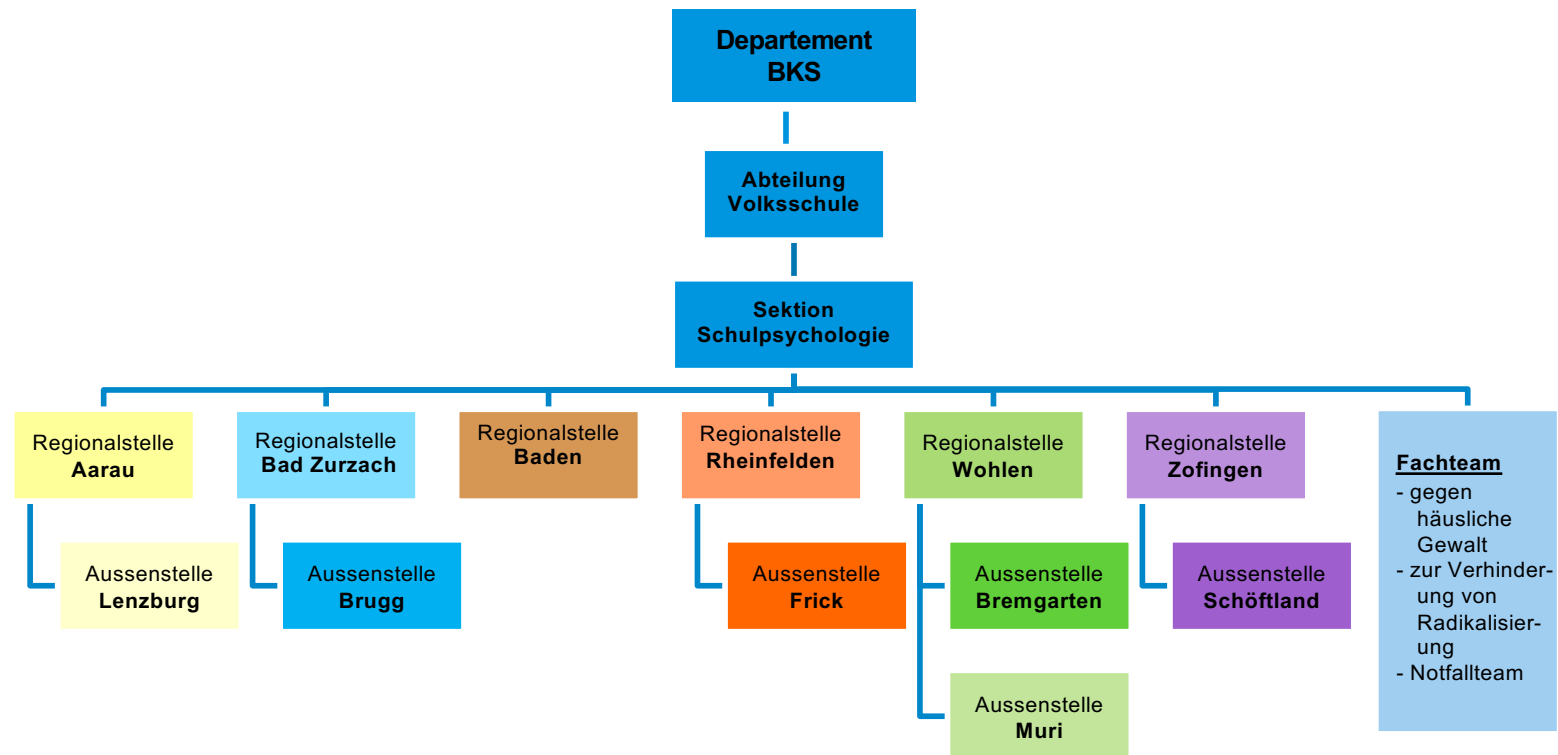 Departement
BKS
Abteilung
Volksschule
Sektion
Schulpsychologie
Regionalstelle
Aarau
Regionalstelle
Bad Zurzach
Regionalstelle
Baden
Regionalstelle
Rheinfelden
Regionalstelle
Wohlen
Regionalstelle
Zofingen
Fachteam
- gegen
häusliche
Gewalt
- zur Verhinder-
ung von
Radikalisier-
ung
- Notfallteam
Aussenstelle
Lenzburg
Aussenstelle
Brugg
Aussenstelle
Frick
Aussenstelle
Bremgarten
Aussenstelle
Schöftland
Aussenstelle
Muri